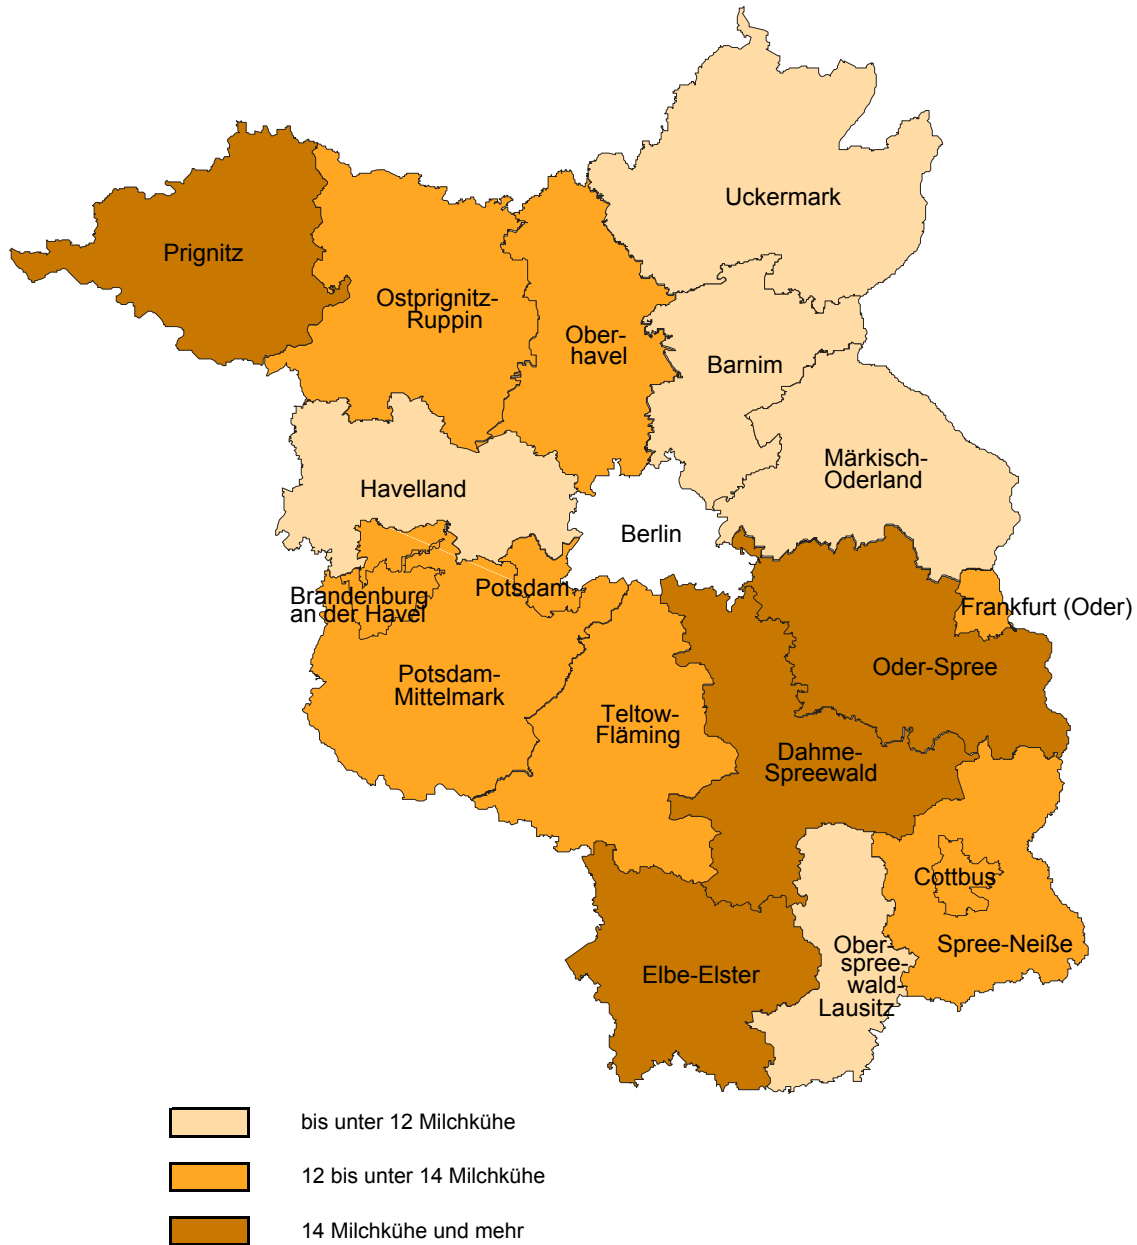 Uckermark
Prignitz
Ostprignitz-
Ruppin
Ober-
havel
Barnim
Märkisch-
Oderland
Havelland
Berlin
Potsdam
Brandenburg
an der Havel
Frankfurt (Oder)
Potsdam-
Mittelmark
Oder-Spree
Teltow-
Fläming
Dahme-
Spreewald
Cottbus
Spree-Neiße
Ober-
spree-
wald-
Lausitz
Elbe-Elster
bis unter 12 Milchkühe
12 bis unter 14 Milchkühe
14 Milchkühe und mehr